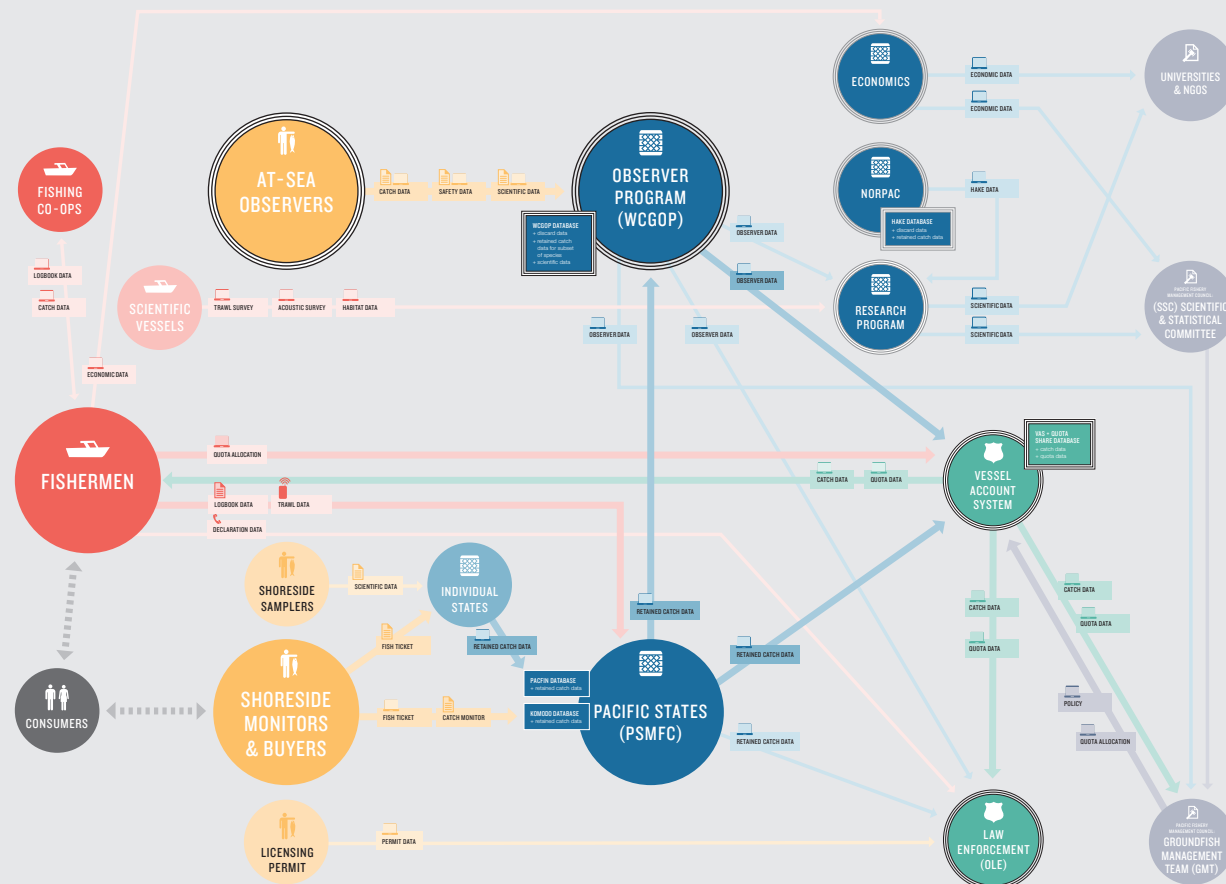 ECONOMICS
ECONOMIC DATA
ECONOMIC DATA
UNIVERSITIES
& NGOS
AT-SEA
OBSERVERS
CATCH DATA
SAFETY DATA
SCIENTIFIC DATA
OBSERVER
PROGRAM
(WCGOP)
WCGOP DATABASE
+ discard data
+ retained catch
data for subset
of species
+ scientific data
FISHING
CO-OPS
NORPAC
HAKE DATA
HAKE DATABASE
+ discard data
+ retained catch data
OBSERVER DATA
OBSERVER DATA
LOGBOOK DATA
CATCH DATA
SCIENTIFIC
VESSELS
TRAWL SURVEY
ACOUSTIC SURVEY
HABITAT DATA
RESEARCH
PROGRAM
SCIENTIFIC DATA
SCIENTIFIC DATA
PACIFIC FISHERY
MANAGEMENT COUNCIL:
(SSC) SCIENTIFIC
& STATISTICAL
COMMITTEE
OBSERVER DATA
OBSERVER DATA
ECONOMIC DATA
FISHERMEN
QUOTA ALLOCATION
CATCH DATA
QUOTA DATA
VESSEL
ACCOUNT
SYSTEM
VAS + QUOTA
SHARE DATABASE
+ catch data
+ quota data
LOGBOOK DATA
TRAWL DATA
DECLARATION DATA
SHORESIDE
SAMPLERS
SCIENTIFIC DATA
INDIVIDUAL
STATES
FISH TICKET
RETAINED CATCH DATA
RETAINED CATCH DATA
RETAINED CATCH DATA
CATCH DATA
QUOTA DATA
CATCH DATA
QUOTA DATA
CONSUMERS
SHORESIDE
MONITORS
& BUYERS
FISH TICKET
CATCH MONITOR
PACFIN DATABASE
+ retained catch data
KOMODO DATABASE
+ retained catch data
PACIFIC STATES
(PSMFC)
RETAINED CATCH DATA
POLICY
QUOTA ALLOCATION
LICENSING
PERMIT
PERMIT DATA
LAW
ENFORCEMENT
(OLE)
PACIFIC FISHERY
MANAGEMENT COUNCIL:
GROUNDFISH
MANAGEMENT
TEAM (GMT)